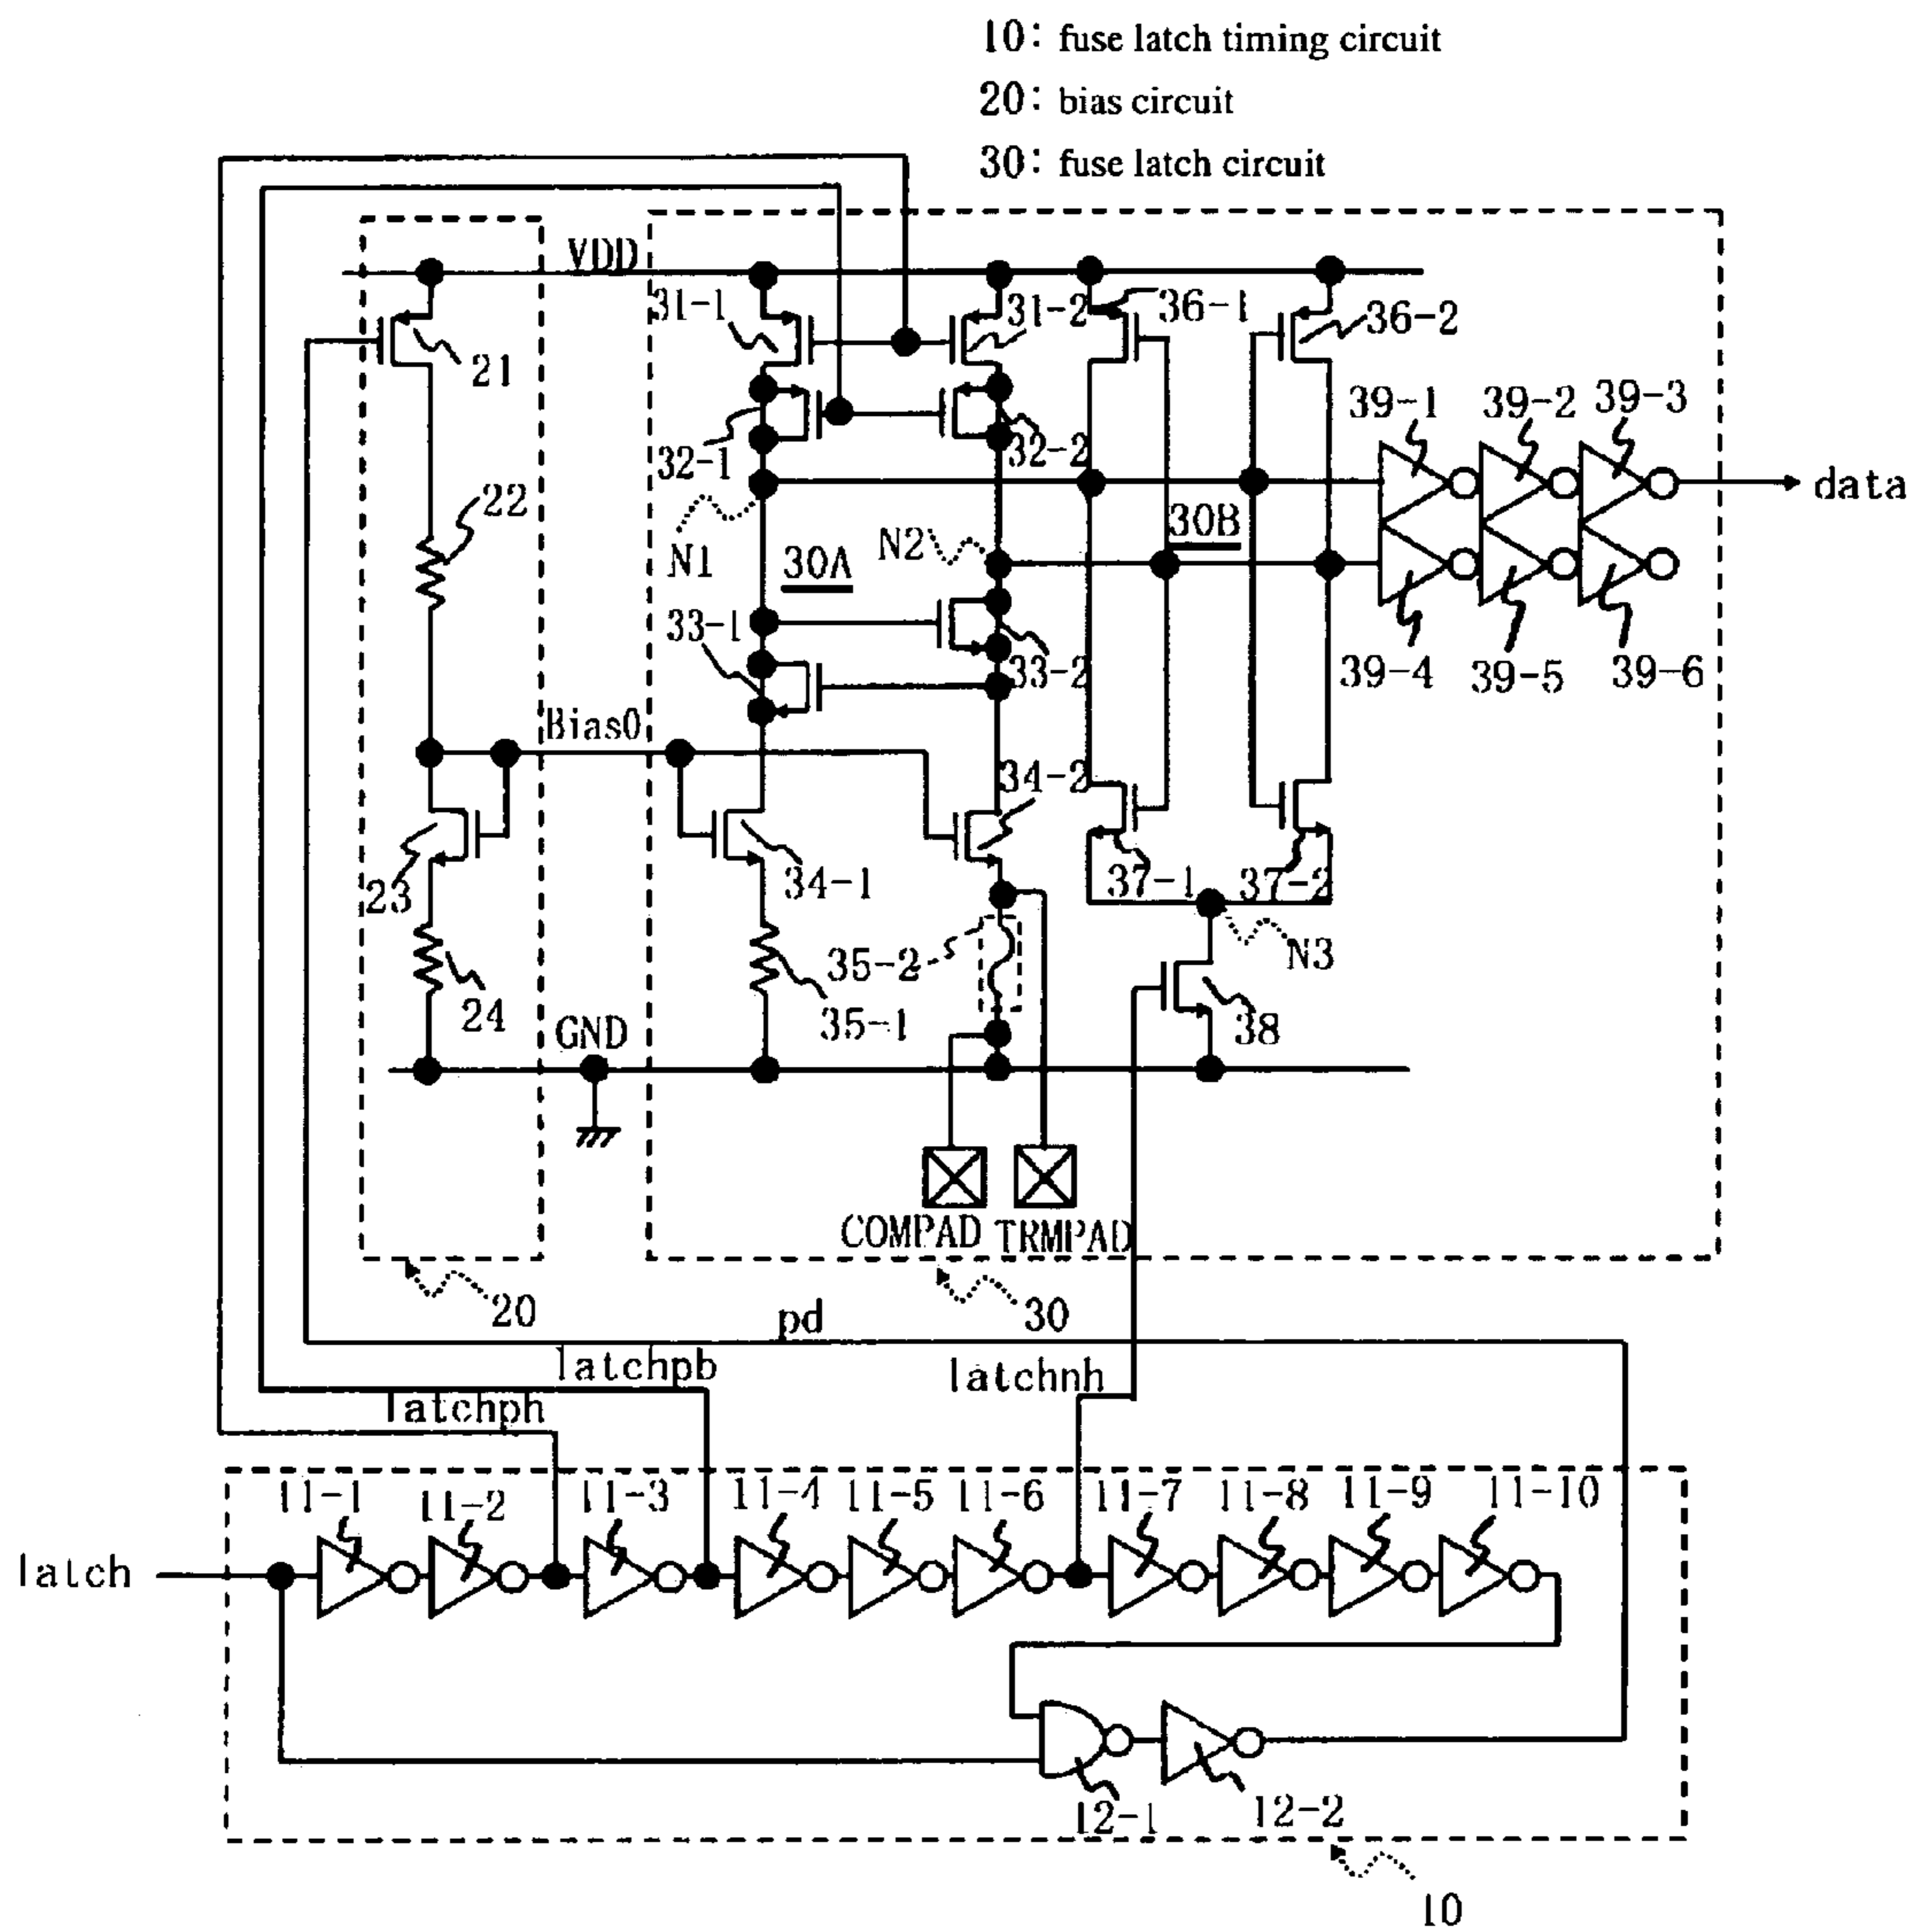 10: fuse latch timing circuit
20: bias circuit
30: fuse latch circuit
VDD
31-1
31-2
36-1
36-2
21
39-1
39-2
39-3
32-1
32-2
data
22
N1
30A
N2
30B
33-1
33-2
39-4
39-5
39-6
Bias0
34-2
23
34-1
37-1
37-2
35-2
N3
24
GND
35-1
38
COMPAD
TRMPAD
20
30
pd
latchpb
latchnh
latchph
11-1
11-2
11-3
11-4
11-5
11-6
11-7
11-8
11-9
11-10
latch
12-1
12-2
10